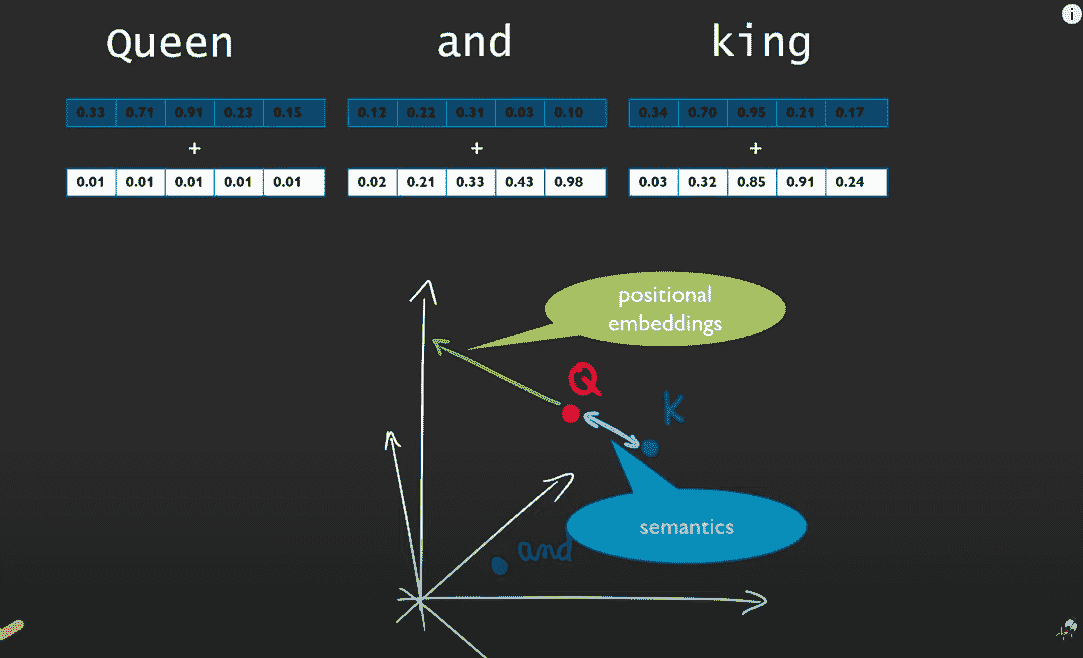 Queen and king
0.33 0.71 0.91 0.23 0.15 0.12 0.22 0.31 0.03 0.10 0.34 0.70 0.95 0.21 0.17
+ + +
0.01 0.01 0.01 0.01 0.01 0.02 0.21 0.33 0.43 0.98 0.03 0.32 0.85 0.91 0.24
positional
embeddings
Q
K
semantics
and